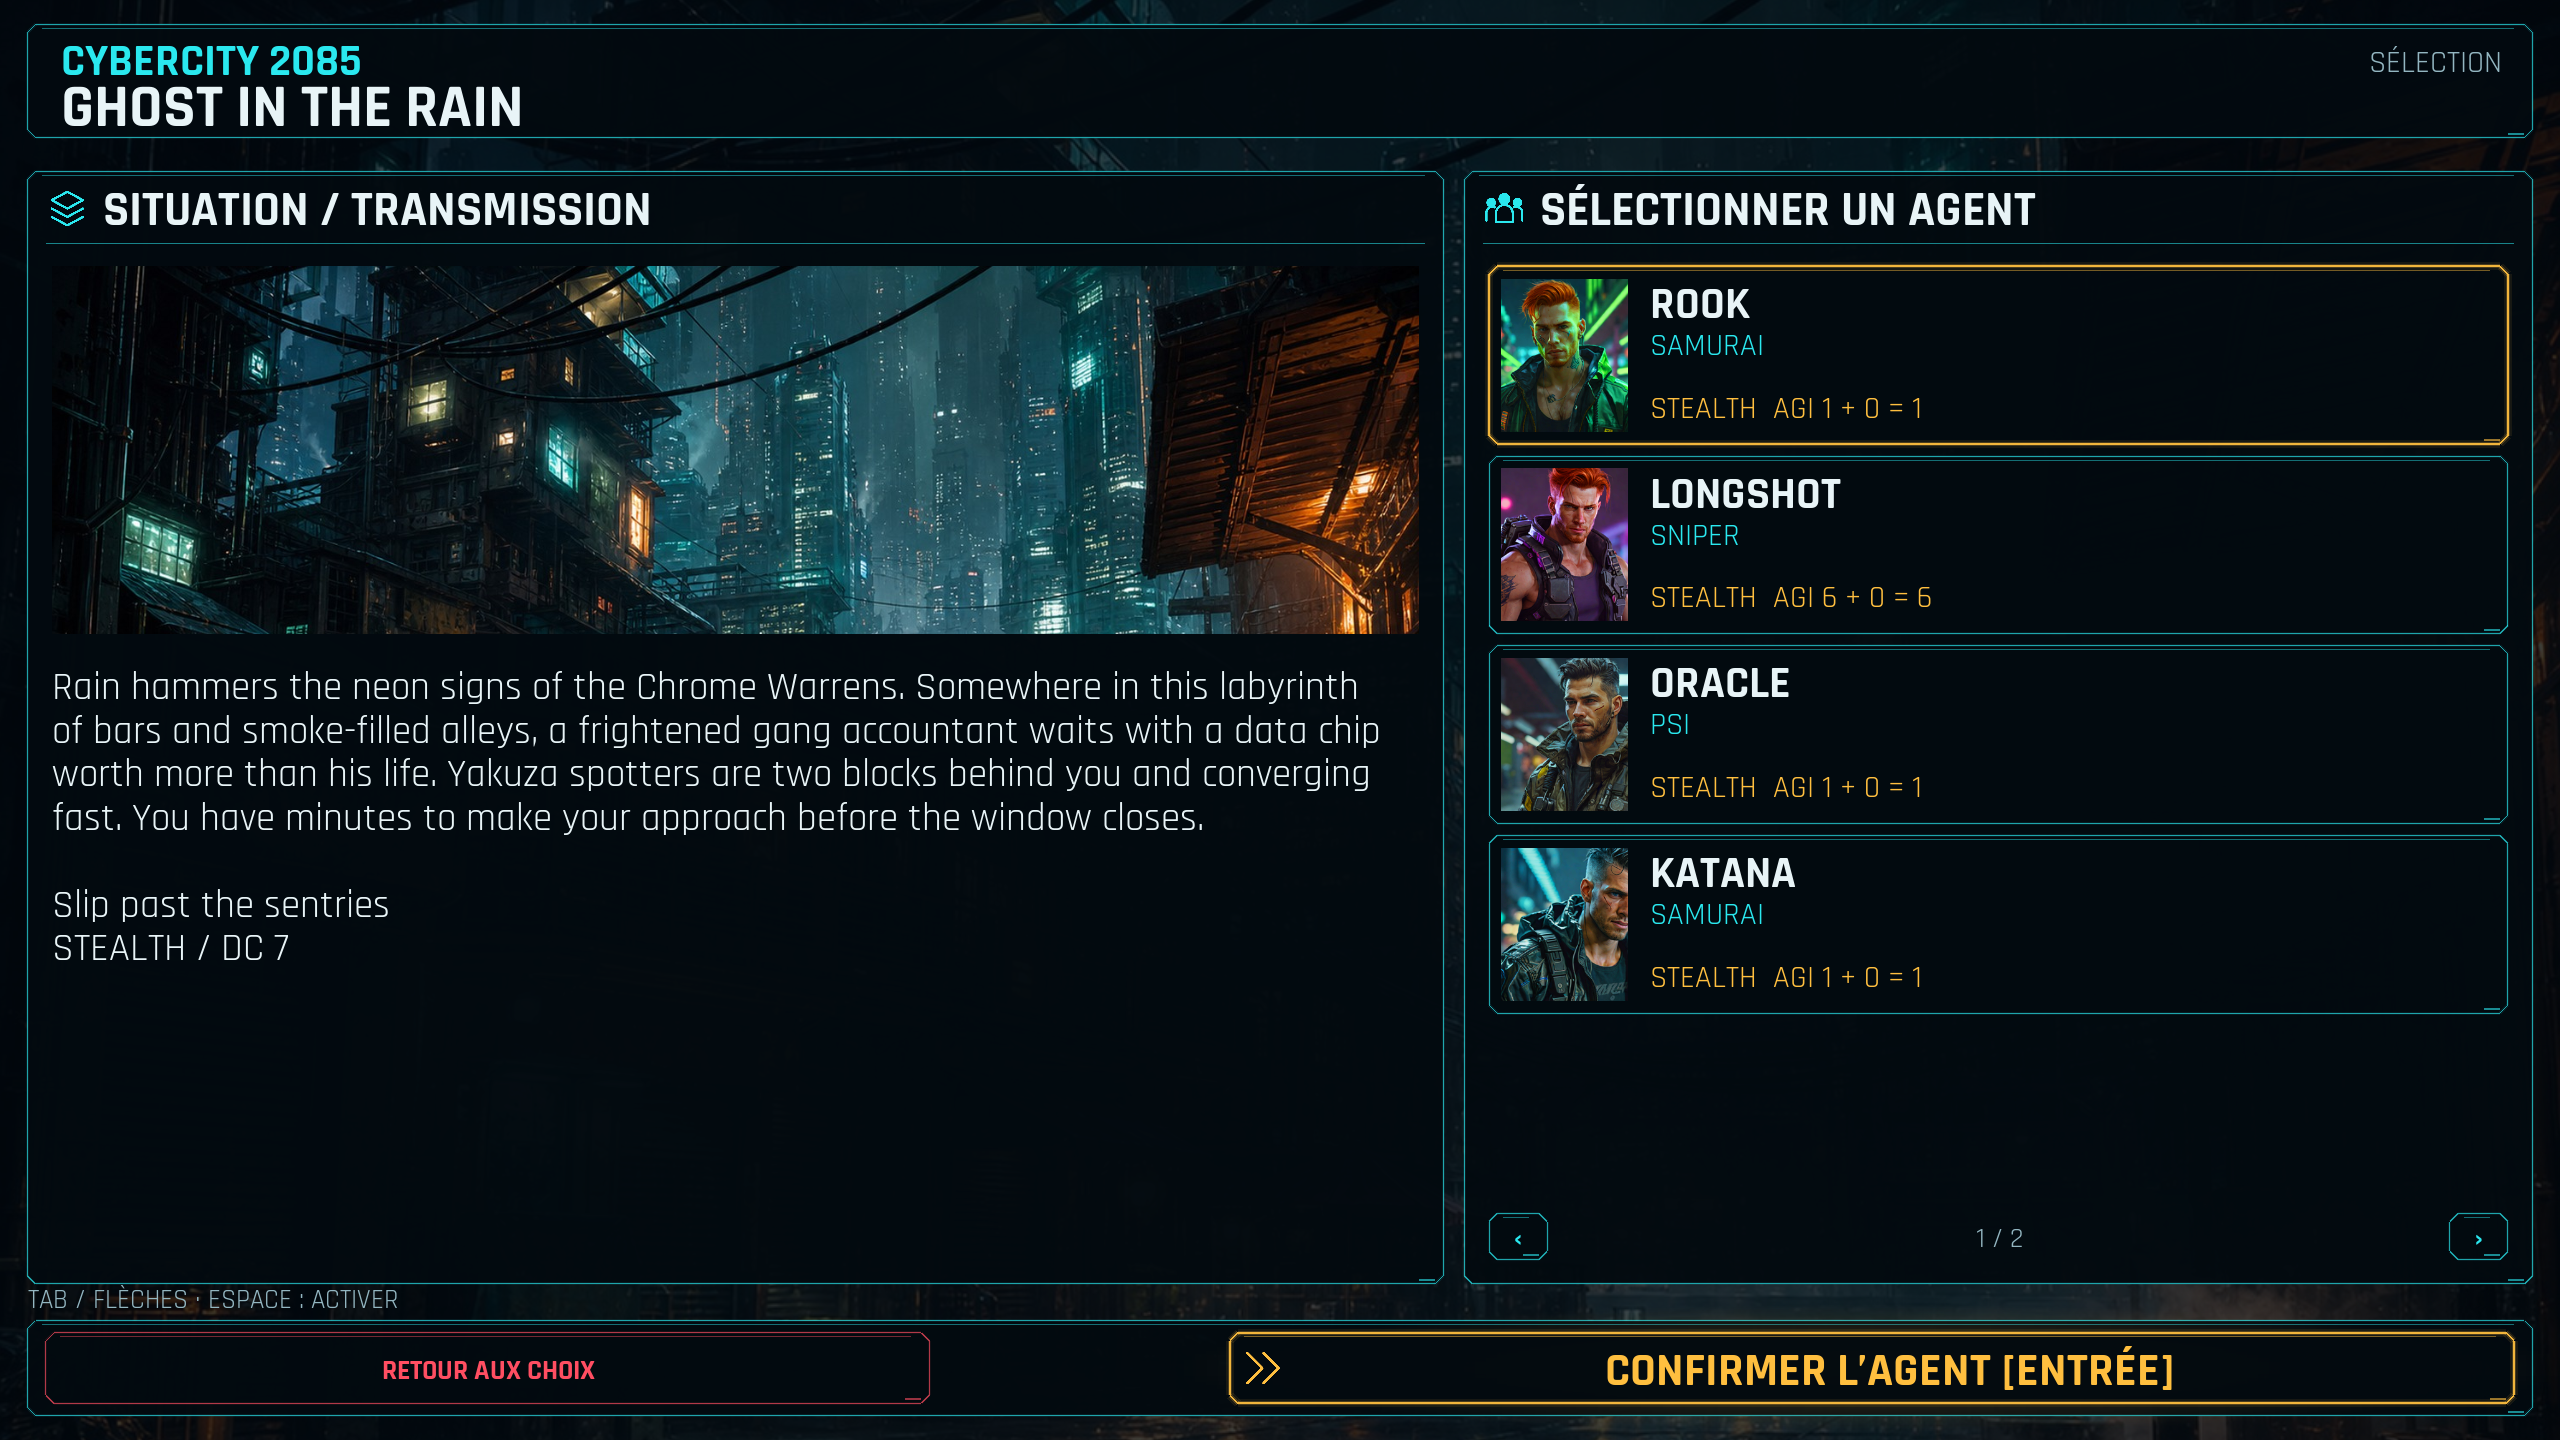 CYBERCITY 2085
GHOST IN THE RAIN
SÉLECTION
SITUATION / TRANSMISSION
Rain hammers the neon signs of the Chrome Warrens. Somewhere in this labyrinth
of bars and smoke-filled alleys, a frightened gang accountant waits with a data chip
worth more than his life. Yakuza spotters are two blocks behind you and converging
fast. You have minutes to make your approach before the window closes.
Slip past the sentries
STEALTH / DC 7
SÉLECTIONNER UN AGENT
ROOK
SAMURAI
STEALTH AGI 1 + 0 = 1
LONGSHOT
SNIPER
STEALTH AGI 6 + 0 = 6
ORACLE
PSI
STEALTH AGI 1 + 0 = 1
KATANA
SAMURAI
STEALTH AGI 1 + 0 = 1
‹ 1 / 2 ›
TAB / FLÈCHES · ESPACE : ACTIVER
RETOUR AUX CHOIX
CONFIRMER L’AGENT [ENTRÉE]